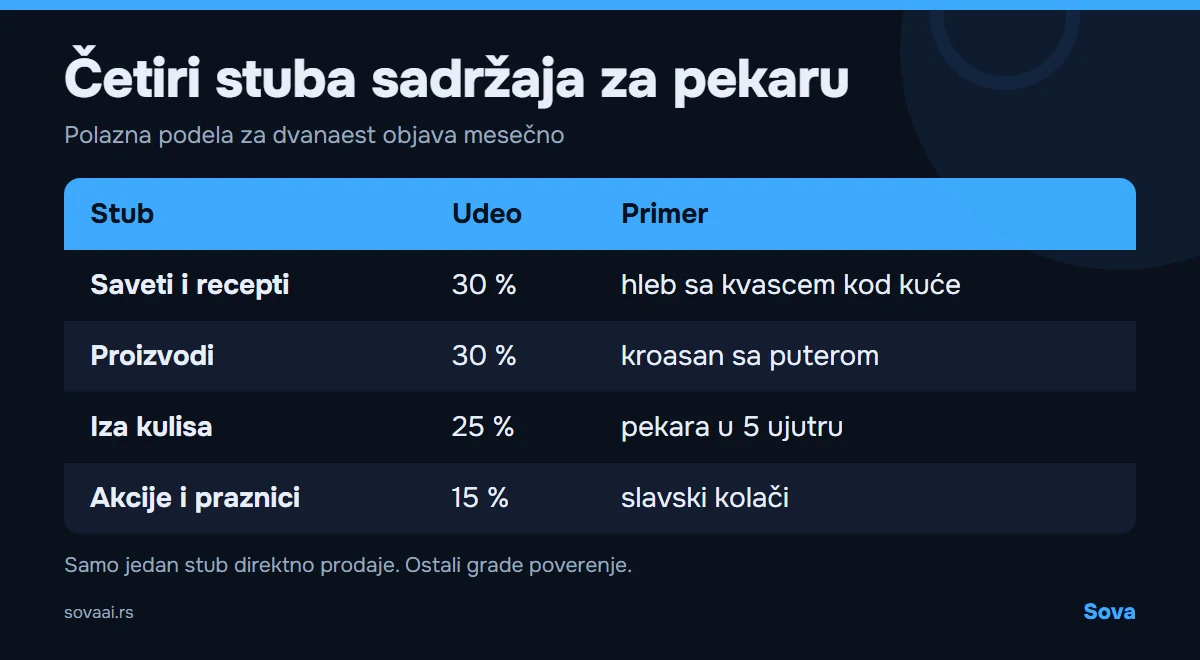 Četiri stuba sadržaja za pekaru
Polazna podela za dvanaest objava mesečno
Stub Udeo Primer
Saveti i recepti 30 % hleb sa kvascem kod kuće
Proizvodi 30 % kroasan sa puterom
Iza kulisa 25 % pekara u 5 ujutru
Akcije i praznici 15 % slavski kolači
Samo jedan stub direktno prodaje. Ostali grade poverenje.
sovaai.rs Sova